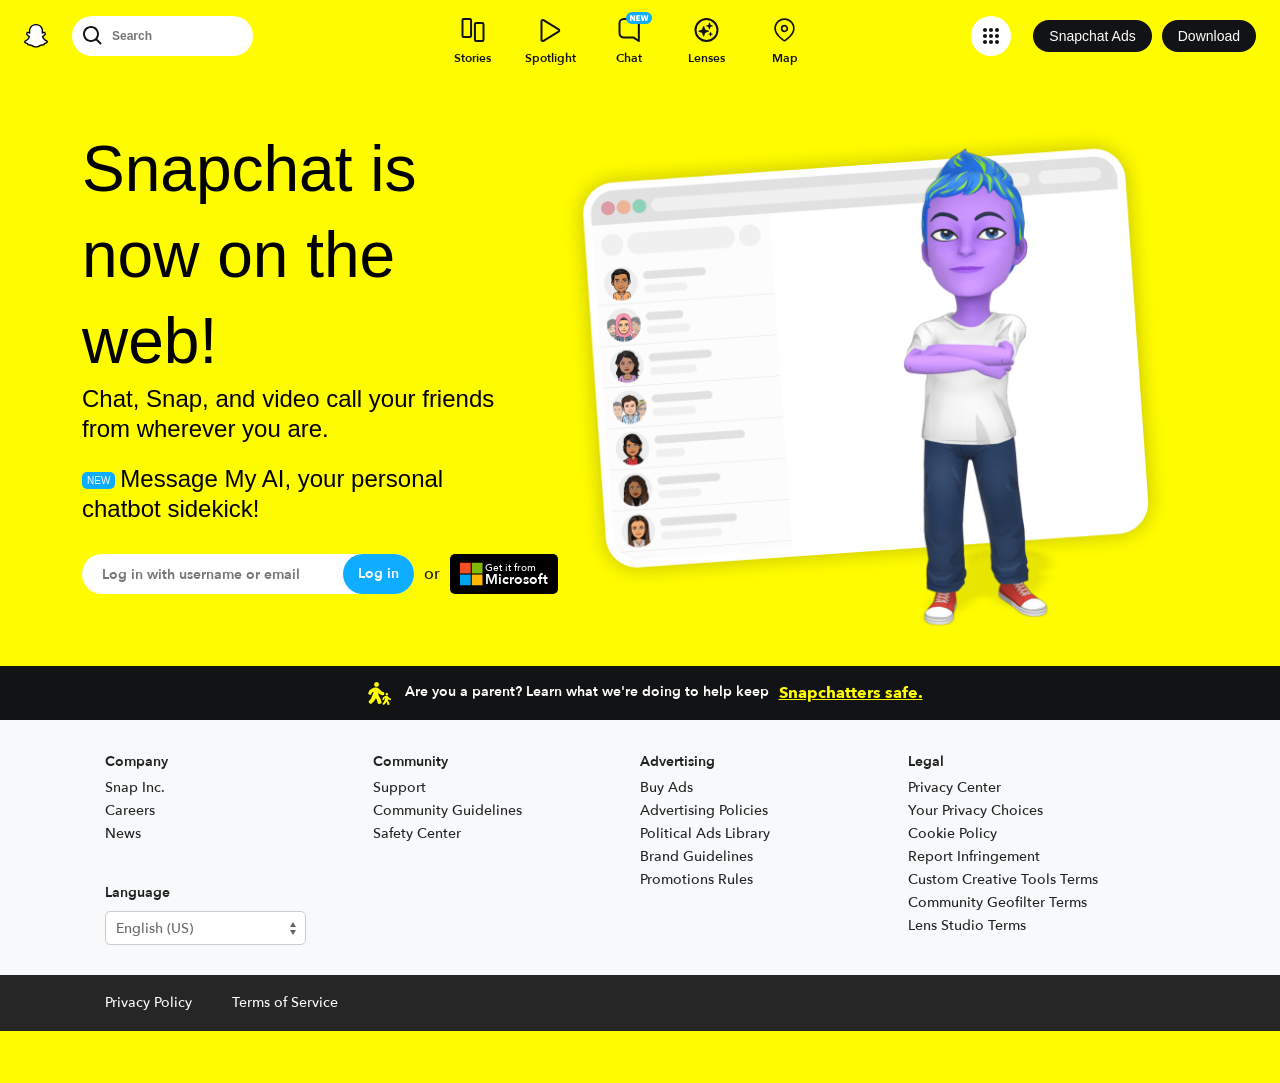 Search
Stories
Spotlight
NEW
Chat
Lenses
Map
Snapchat Ads
Download
Snapchat is
now on the
web!
Chat, Snap, and video call your friends
from wherever you are.
NEW Message My AI, your personal
chatbot sidekick!
Log in with username or email
Log in
or
Get it from
Microsoft
Are you a parent? Learn what we're doing to help keep Snapchatters safe.
Company
Snap Inc.
Careers
News
Community
Support
Community Guidelines
Safety Center
Advertising
Buy Ads
Advertising Policies
Political Ads Library
Brand Guidelines
Promotions Rules
Legal
Privacy Center
Your Privacy Choices
Cookie Policy
Report Infringement
Custom Creative Tools Terms
Community Geofilter Terms
Lens Studio Terms
Language
English (US)
Privacy Policy
Terms of Service